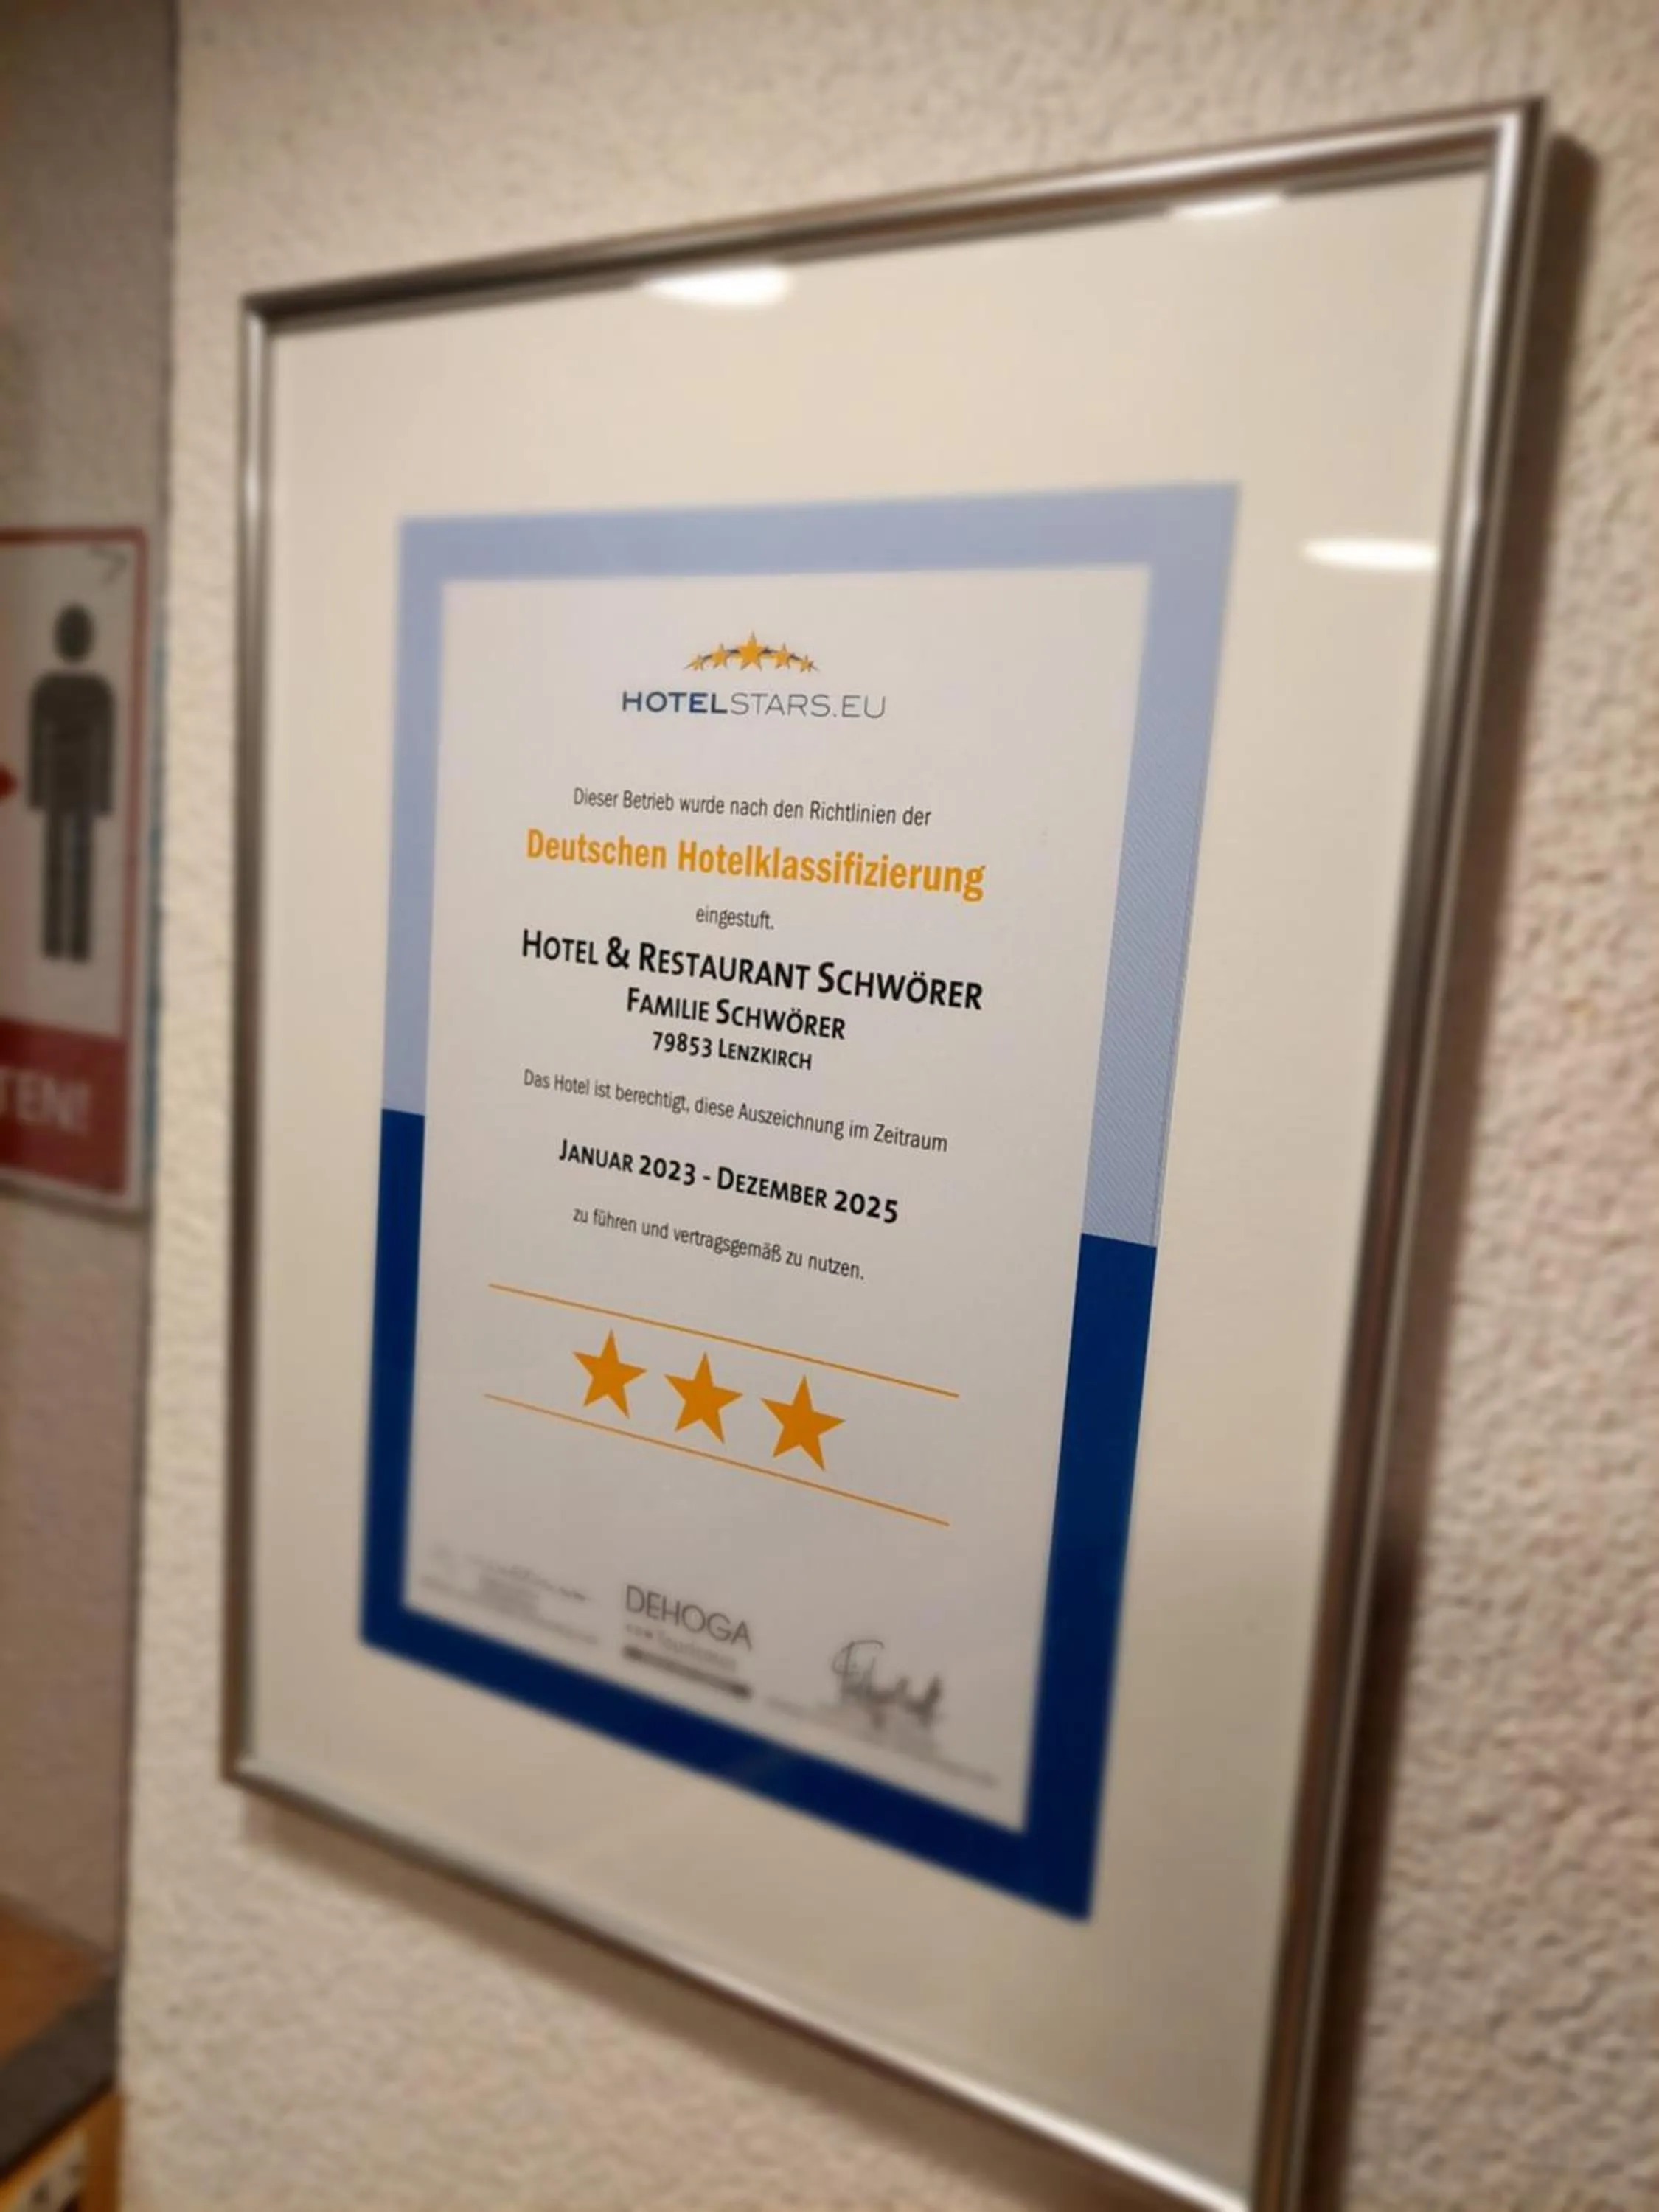 HOTELSTARS.EU
Dieser Betrieb wurde nach den Richtlinien der
Deutschen Hotelklassifizierung
eingestuft.
HOTEL & RESTAURANT SCHWÖRER
FAMILIE SCHWÖRER
79853 LENZKIRCH
Das Hotel ist berechtigt, diese Auszeichnung im Zeitraum
JANUAR 2023 - DEZEMBER 2025
zu führen und vertragsgemäß zu nutzen.
DEHOGA
TEN!